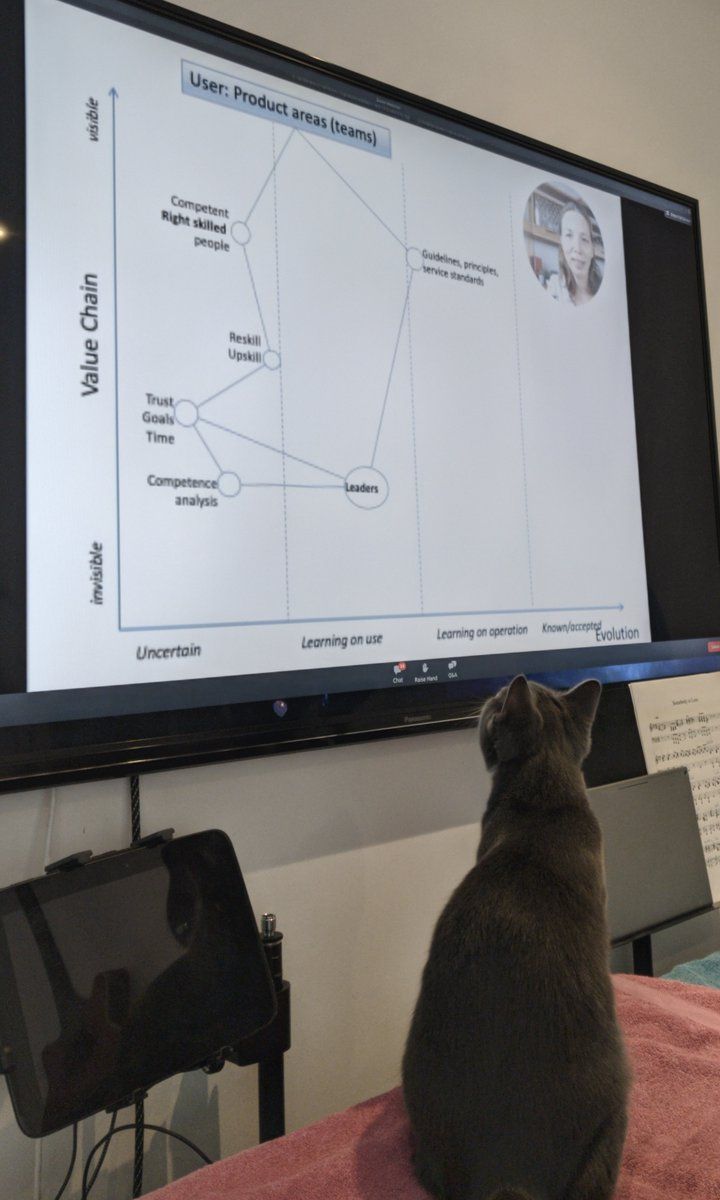 User: Product areas (teams)
visible
Competent
Right skilled
people
Guidelines, principles,
service standards
Value Chain
Reskill
Upskill
Trust
Goals
Time
Competence
analysis
Leaders
invisible
Uncertain
Learning on use
Learning on operation
Known/accepted
Evolution
Chat
Raise Hand
Q&A
Panasonic